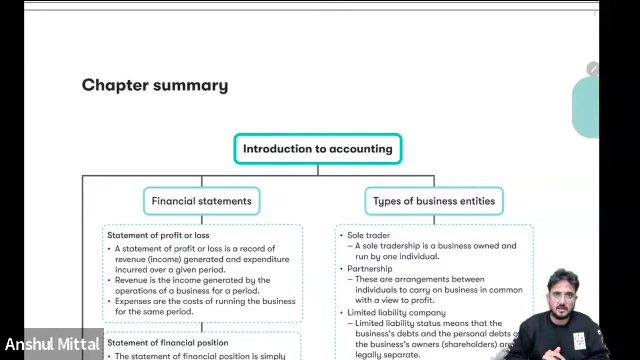 Chapter summary
Introduction to accounting
Financial statements
Types of business entities
Statement of profit or loss
• A statement of profit or loss is a record of
revenue (income) generated and expenditure
incurred over a given period.
• Revenue is the income generated by the
operations of a business for a period.
• Expenses are the costs of running the business
for the same period.
Statement of financial position
• The statement of financial position is simply
• Sole trader
– A sole tradership is a business owned and
run by one individual.
• Partnership
– These are arrangements between
individuals to carry on business in common
with a view to profit.
• Limited liability company
– Limited liability status means that the
business's debts and the personal debts
the business's owners (shareholders) are
legally separate.
Anshul Mittal